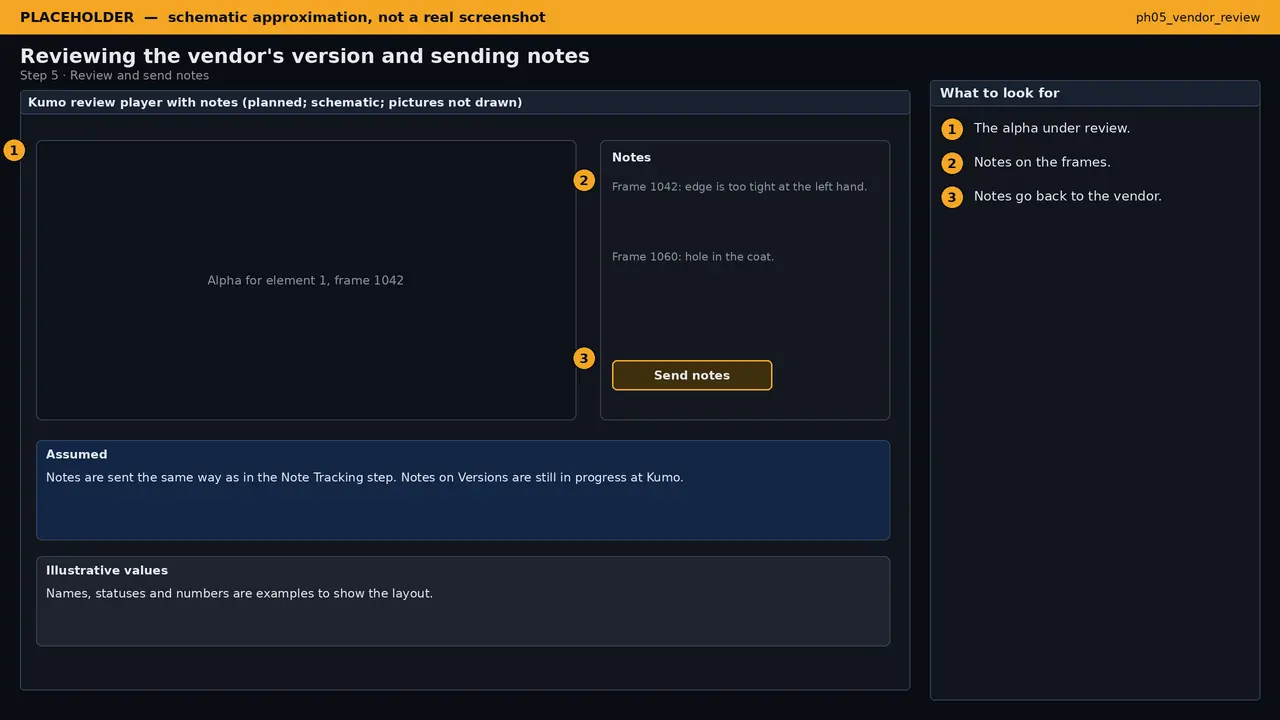 PLACEHOLDER — schematic approximation, not a real screenshot
ph05_vendor_review
Reviewing the vendor's version and sending notes
Step 5 · Review and send notes
Kumo review player with notes (planned; schematic; pictures not drawn)
1
Alpha for element 1, frame 1042
2
Notes
Frame 1042: edge is too tight at the left hand.
Frame 1060: hole in the coat.
3
Send notes
Assumed
Notes are sent the same way as in the Note Tracking step. Notes on Versions are still in progress at Kumo.
Illustrative values
Names, statuses and numbers are examples to show the layout.
What to look for
1 The alpha under review.
2 Notes on the frames.
3 Notes go back to the vendor.